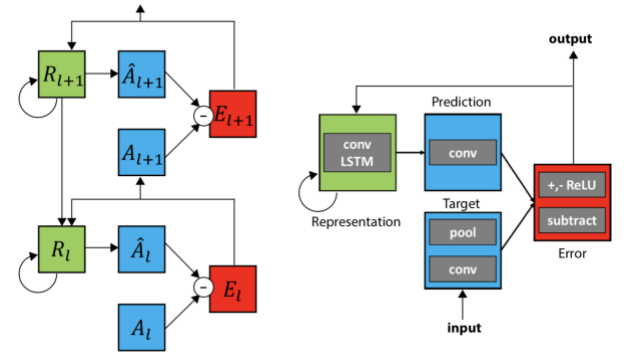 R_{l+1}
Â_{l+1}
-
E_{l+1}
A_{l+1}
R_l
Â_l
-
E_l
A_l
output
Prediction
conv
LSTM
conv
Representation
Target
pool
conv
+,- ReLU
subtract
Error
input